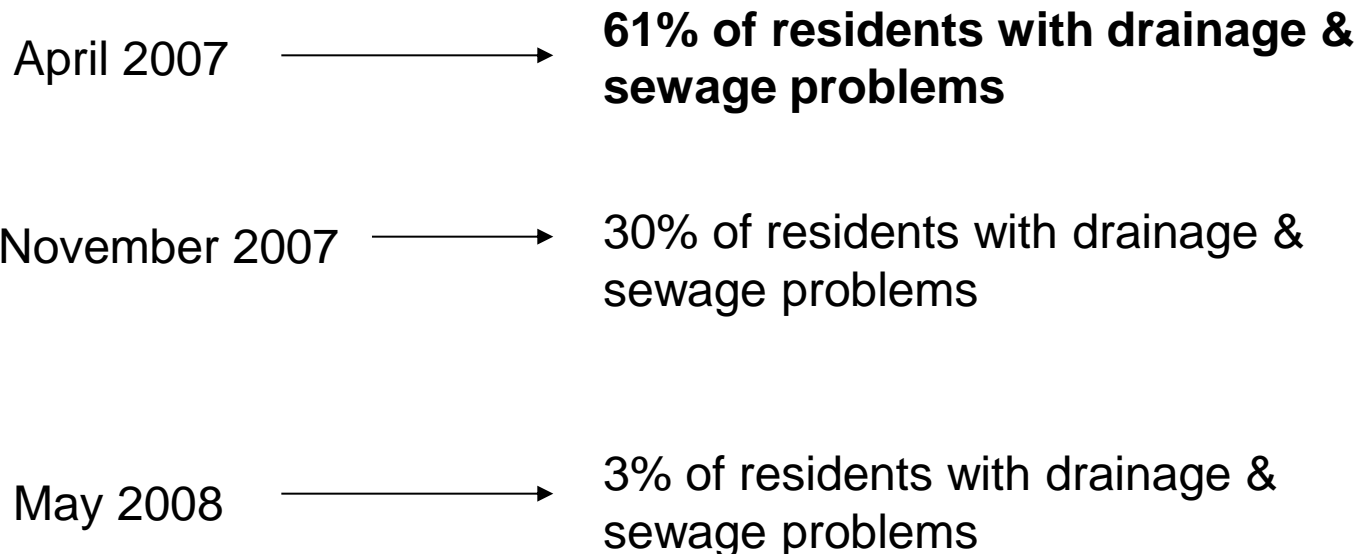 April 2007
61% of residents with drainage &
sewage problems
November 2007
30% of residents with drainage &
sewage problems
May 2008
3% of residents with drainage &
sewage problems